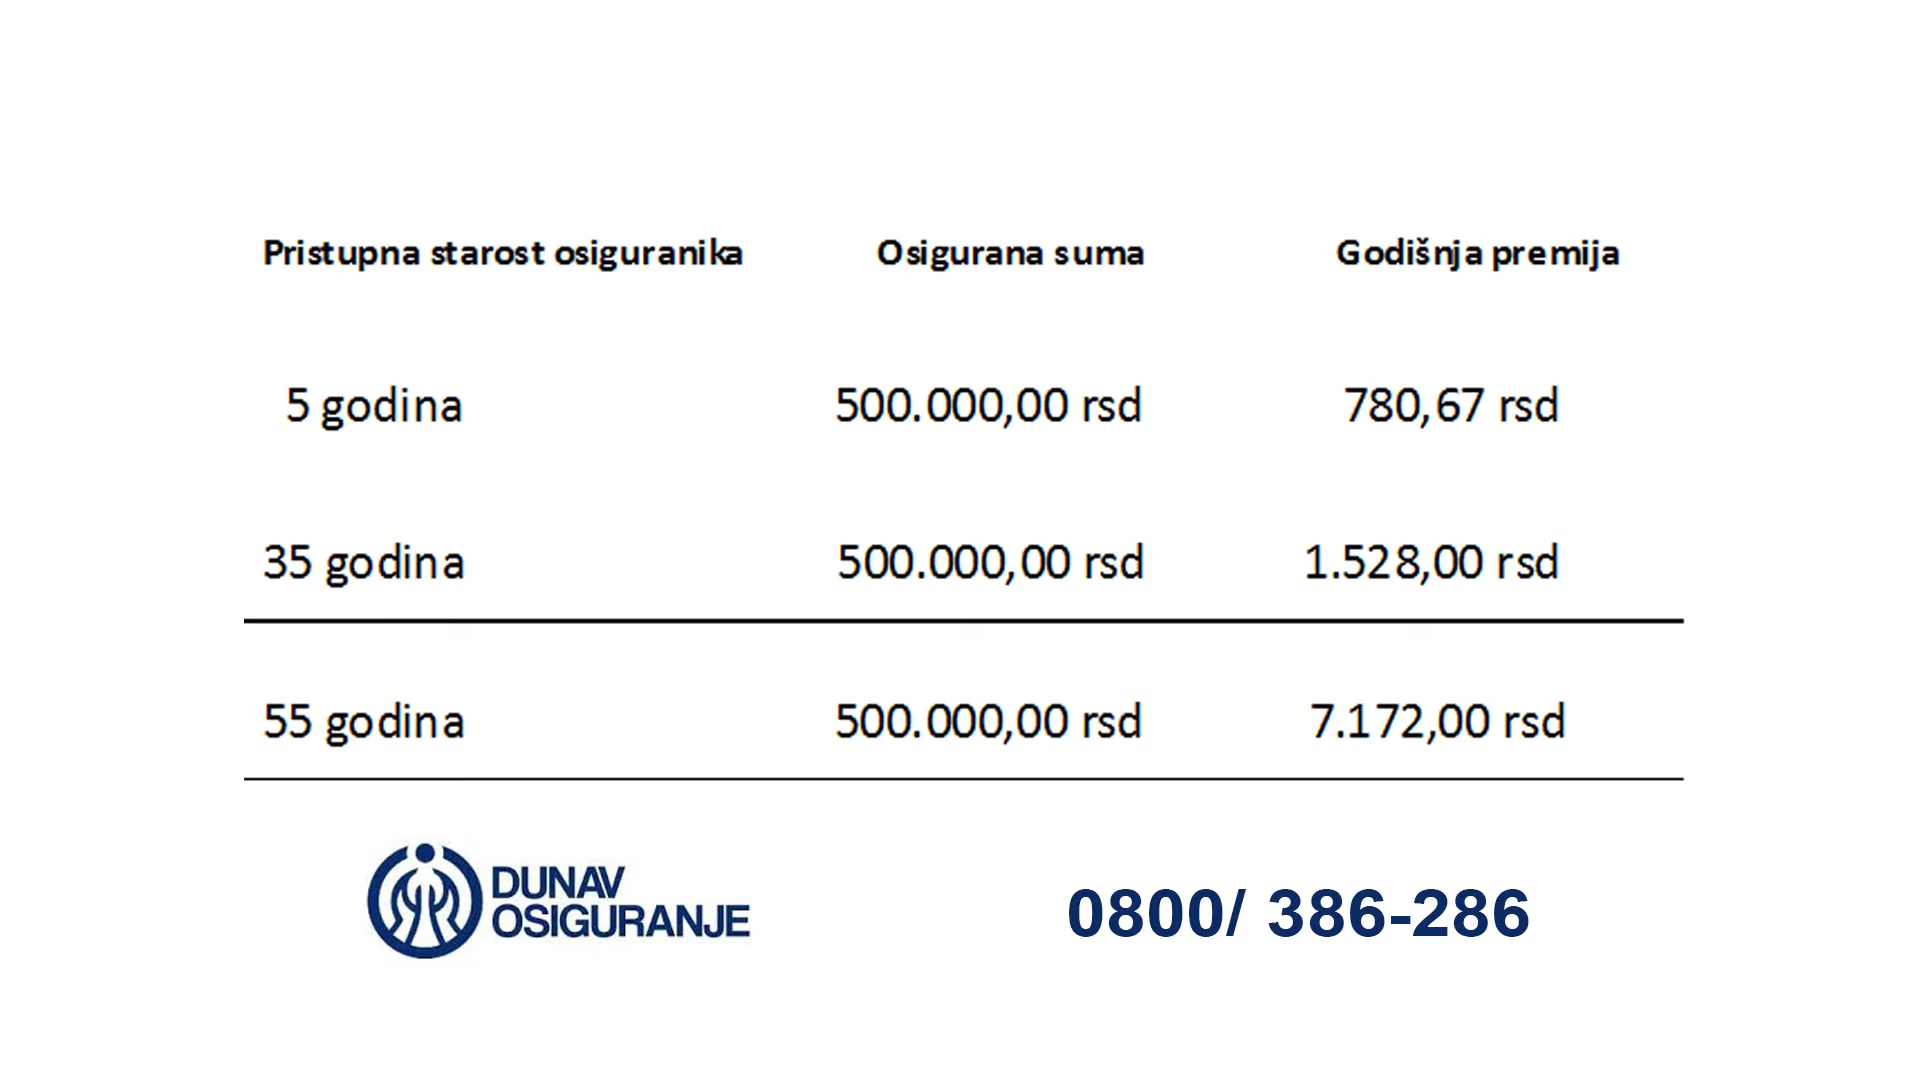 Pristupna starost osiguranika Osigurana suma Godišnja premija
5 godina 500.000,00 rsd 780,67 rsd
35 godina 500.000,00 rsd 1.528,00 rsd
55 godina 500.000,00 rsd 7.172,00 rsd
DUNAV
OSIGURANJE
0800/ 386-286